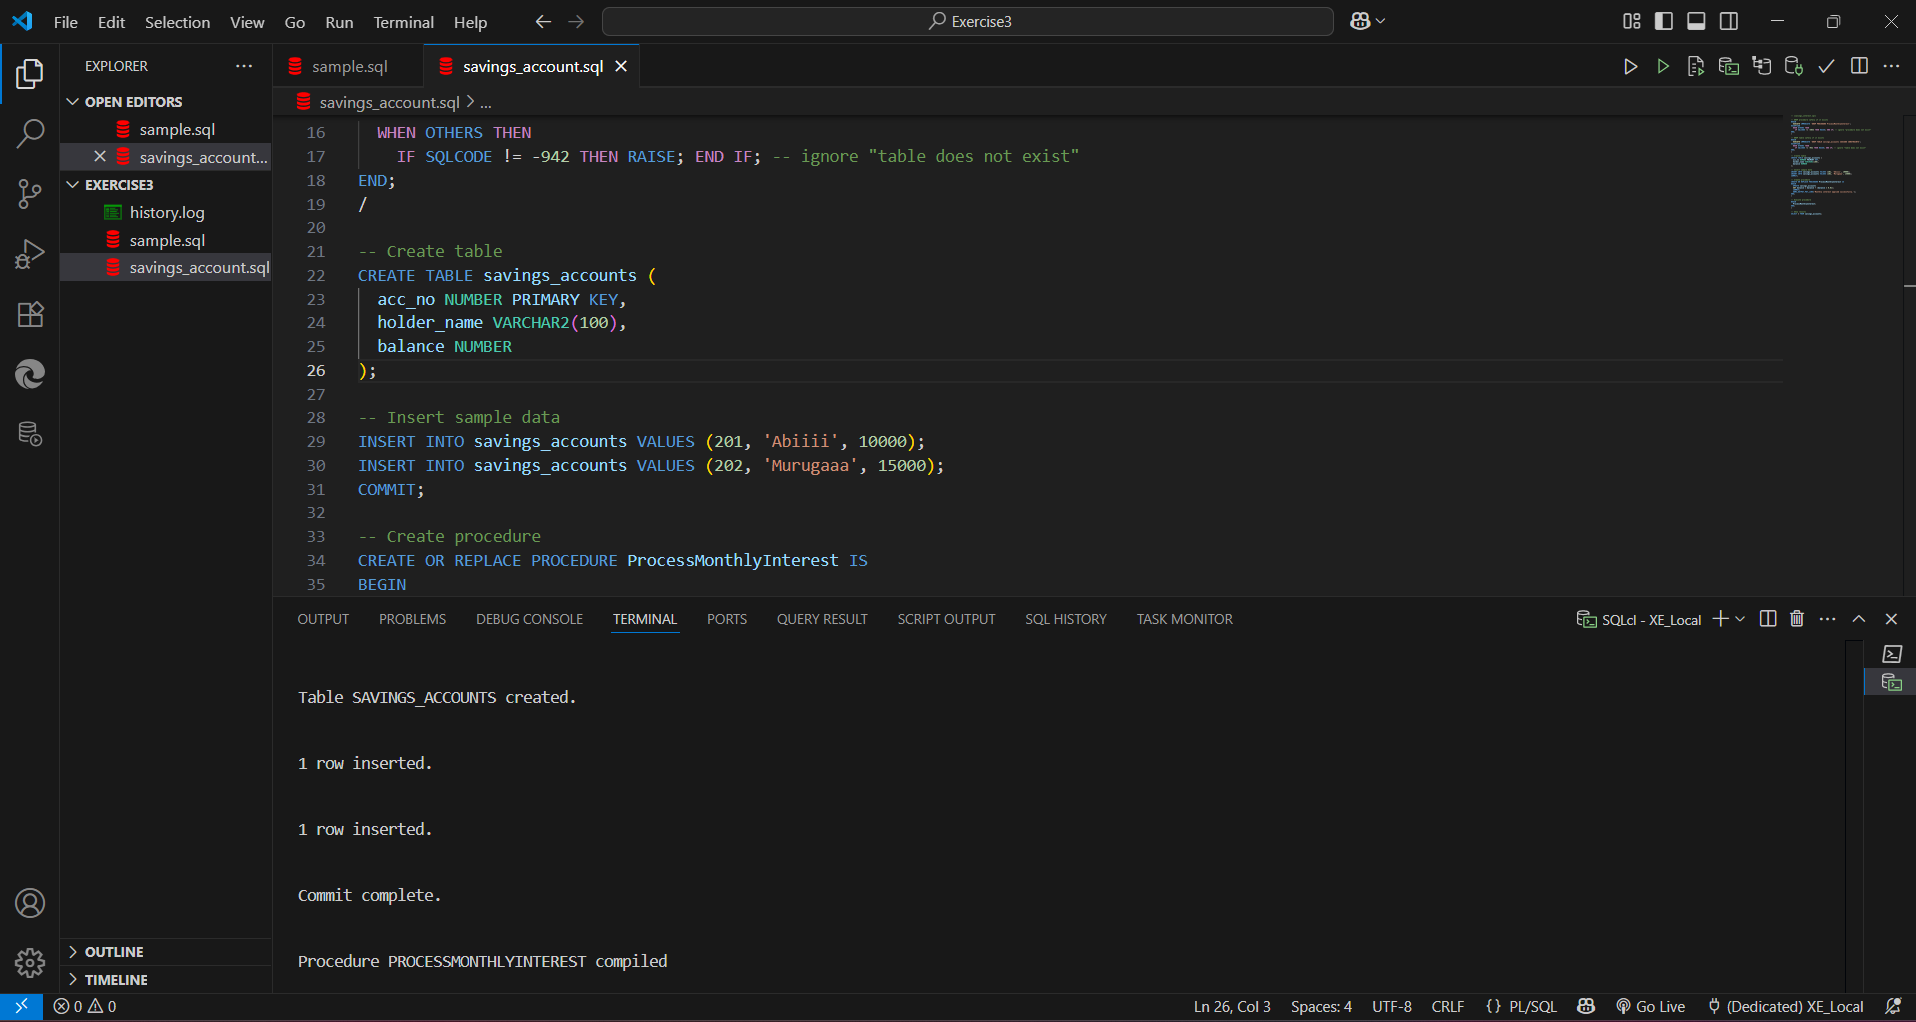 File Edit Selection View Go Run Terminal Help
Exercise3
EXPLORER
OPEN EDITORS
sample.sql
savings_account...
EXERCISE3
history.log
sample.sql
savings_account.sql
OUTLINE
TIMELINE
sample.sql savings_account.sql
savings_account.sql > ...
16 WHEN OTHERS THEN
17 IF SQLCODE != -942 THEN RAISE; END IF; -- ignore "table does not exist"
18 END;
19 /
20
21 -- Create table
22 CREATE TABLE savings_accounts (
23 acc_no NUMBER PRIMARY KEY,
24 holder_name VARCHAR2(100),
25 balance NUMBER
26 );
27
28 -- Insert sample data
29 INSERT INTO savings_accounts VALUES (201, 'Abiiii', 10000);
30 INSERT INTO savings_accounts VALUES (202, 'Murugaaa', 15000);
31 COMMIT;
32
33 -- Create procedure
34 CREATE OR REPLACE PROCEDURE ProcessMonthlyInterest IS
35 BEGIN
OUTPUT PROBLEMS DEBUG CONSOLE TERMINAL PORTS QUERY RESULT SCRIPT OUTPUT SQL HISTORY TASK MONITOR
SQLcl - XE_Local
Table SAVINGS_ACCOUNTS created.
1 row inserted.
1 row inserted.
Commit complete.
Procedure PROCESSMONTHLYINTEREST compiled
0 0
Ln 26, Col 3 Spaces: 4 UTF-8 CRLF {} PL/SQL Go Live (Dedicated) XE_Local